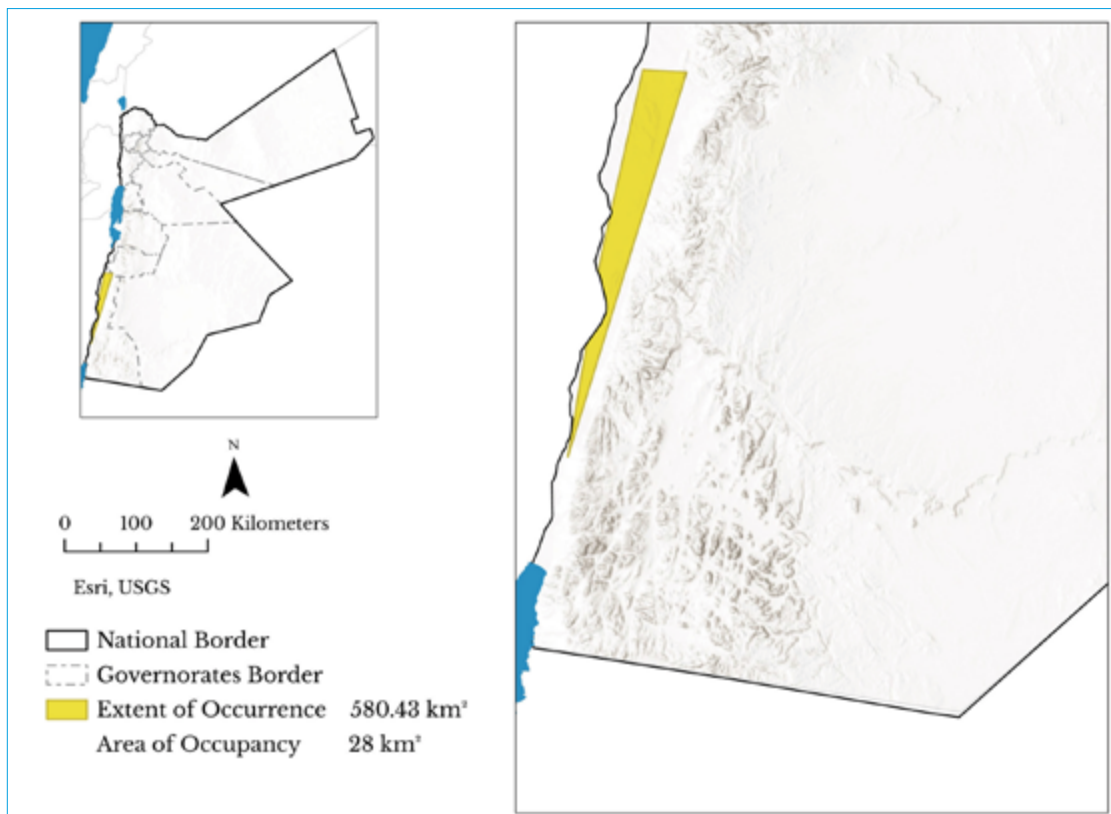 N
0 100 200 Kilometers
Esri, USGS
National Border
Governorates Border
Extent of Occurrence 580.43 km²
Area of Occupancy 28 km²